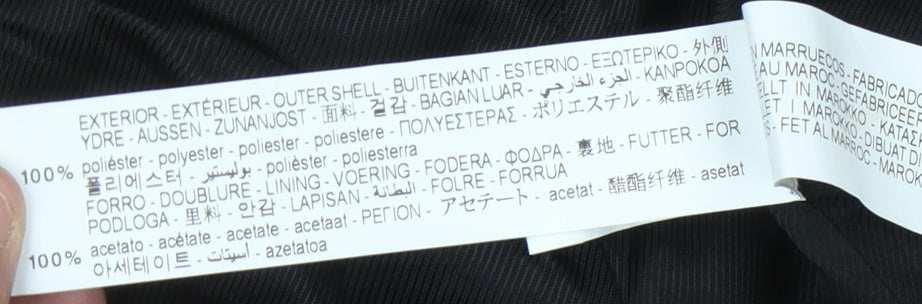 EXTERIOR - EXTÉRIEUR - OUTER SHELL - BUITENKANT - ESTERNO - ΕΞΩΤΕΡΙΚΟ - 外側
YDRE - AUSSEN - ZUNANJOST - 面料 - 겉감 - BAGIAN LUAR - الجزء الخارجي - KANPOKOA
100% poliéster - polyester - poliester - poliestere - ΠΟΛΥΕΣΤΕΡΑΣ - ポリエステル - 聚酯纤维
폴리에스터 - بوليستير - polièster - poliesterra
FORRO - DOUBLURE - LINING - VOERING - FODERA - ΦΟΔΡΑ - 裏地 - FUTTER - FOR
PODLOGA - 里料 - 안감 - LAPISAN - البطانة - FOLRE - FORRUA
100% acetato - acétate - acetate - acetaat - ΡΕΓΙΟΝ - アセテート - acetat - 醋酯纤维 - asetat
아세테이트 - أسيتات - azetatoa
MARRUECOS - FABRICADO
AU MAROC - GEFABRICEER
IN MAROKKO - ΚΑΤΑΣΚ
I MAROKKO - DIBUAT D
- FET AL MARROC - MAROK